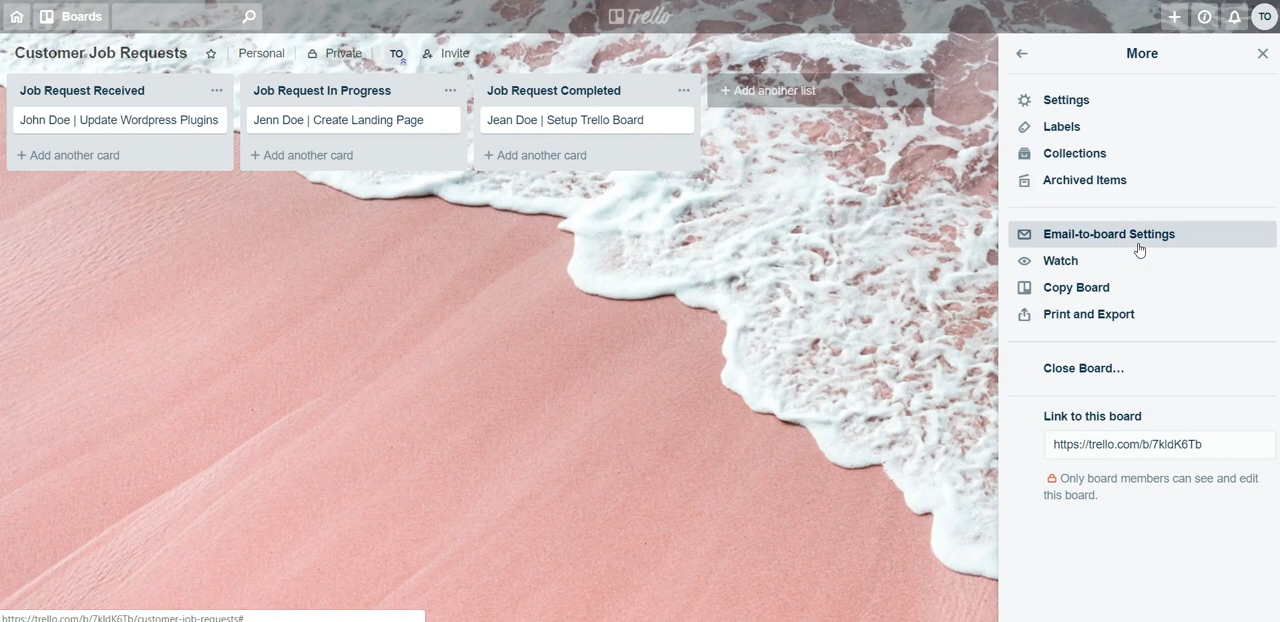 Boards
Trello
TO
Customer Job Requests
Personal
Private
TO
Invite
Job Request Received
John Doe | Update Wordpress Plugins
+ Add another card
Job Request In Progress
Jenn Doe | Create Landing Page
+ Add another card
Job Request Completed
Jean Doe | Setup Trello Board
+ Add another card
+ Add another list
More
Settings
Labels
Collections
Archived Items
Email-to-board Settings
Watch
Copy Board
Print and Export
Close Board...
Link to this board
https://trello.com/b/7kldK6Tb
Only board members can see and edit
this board.
https://trello.com/b/7kldK6Tb/customer-job-requests#